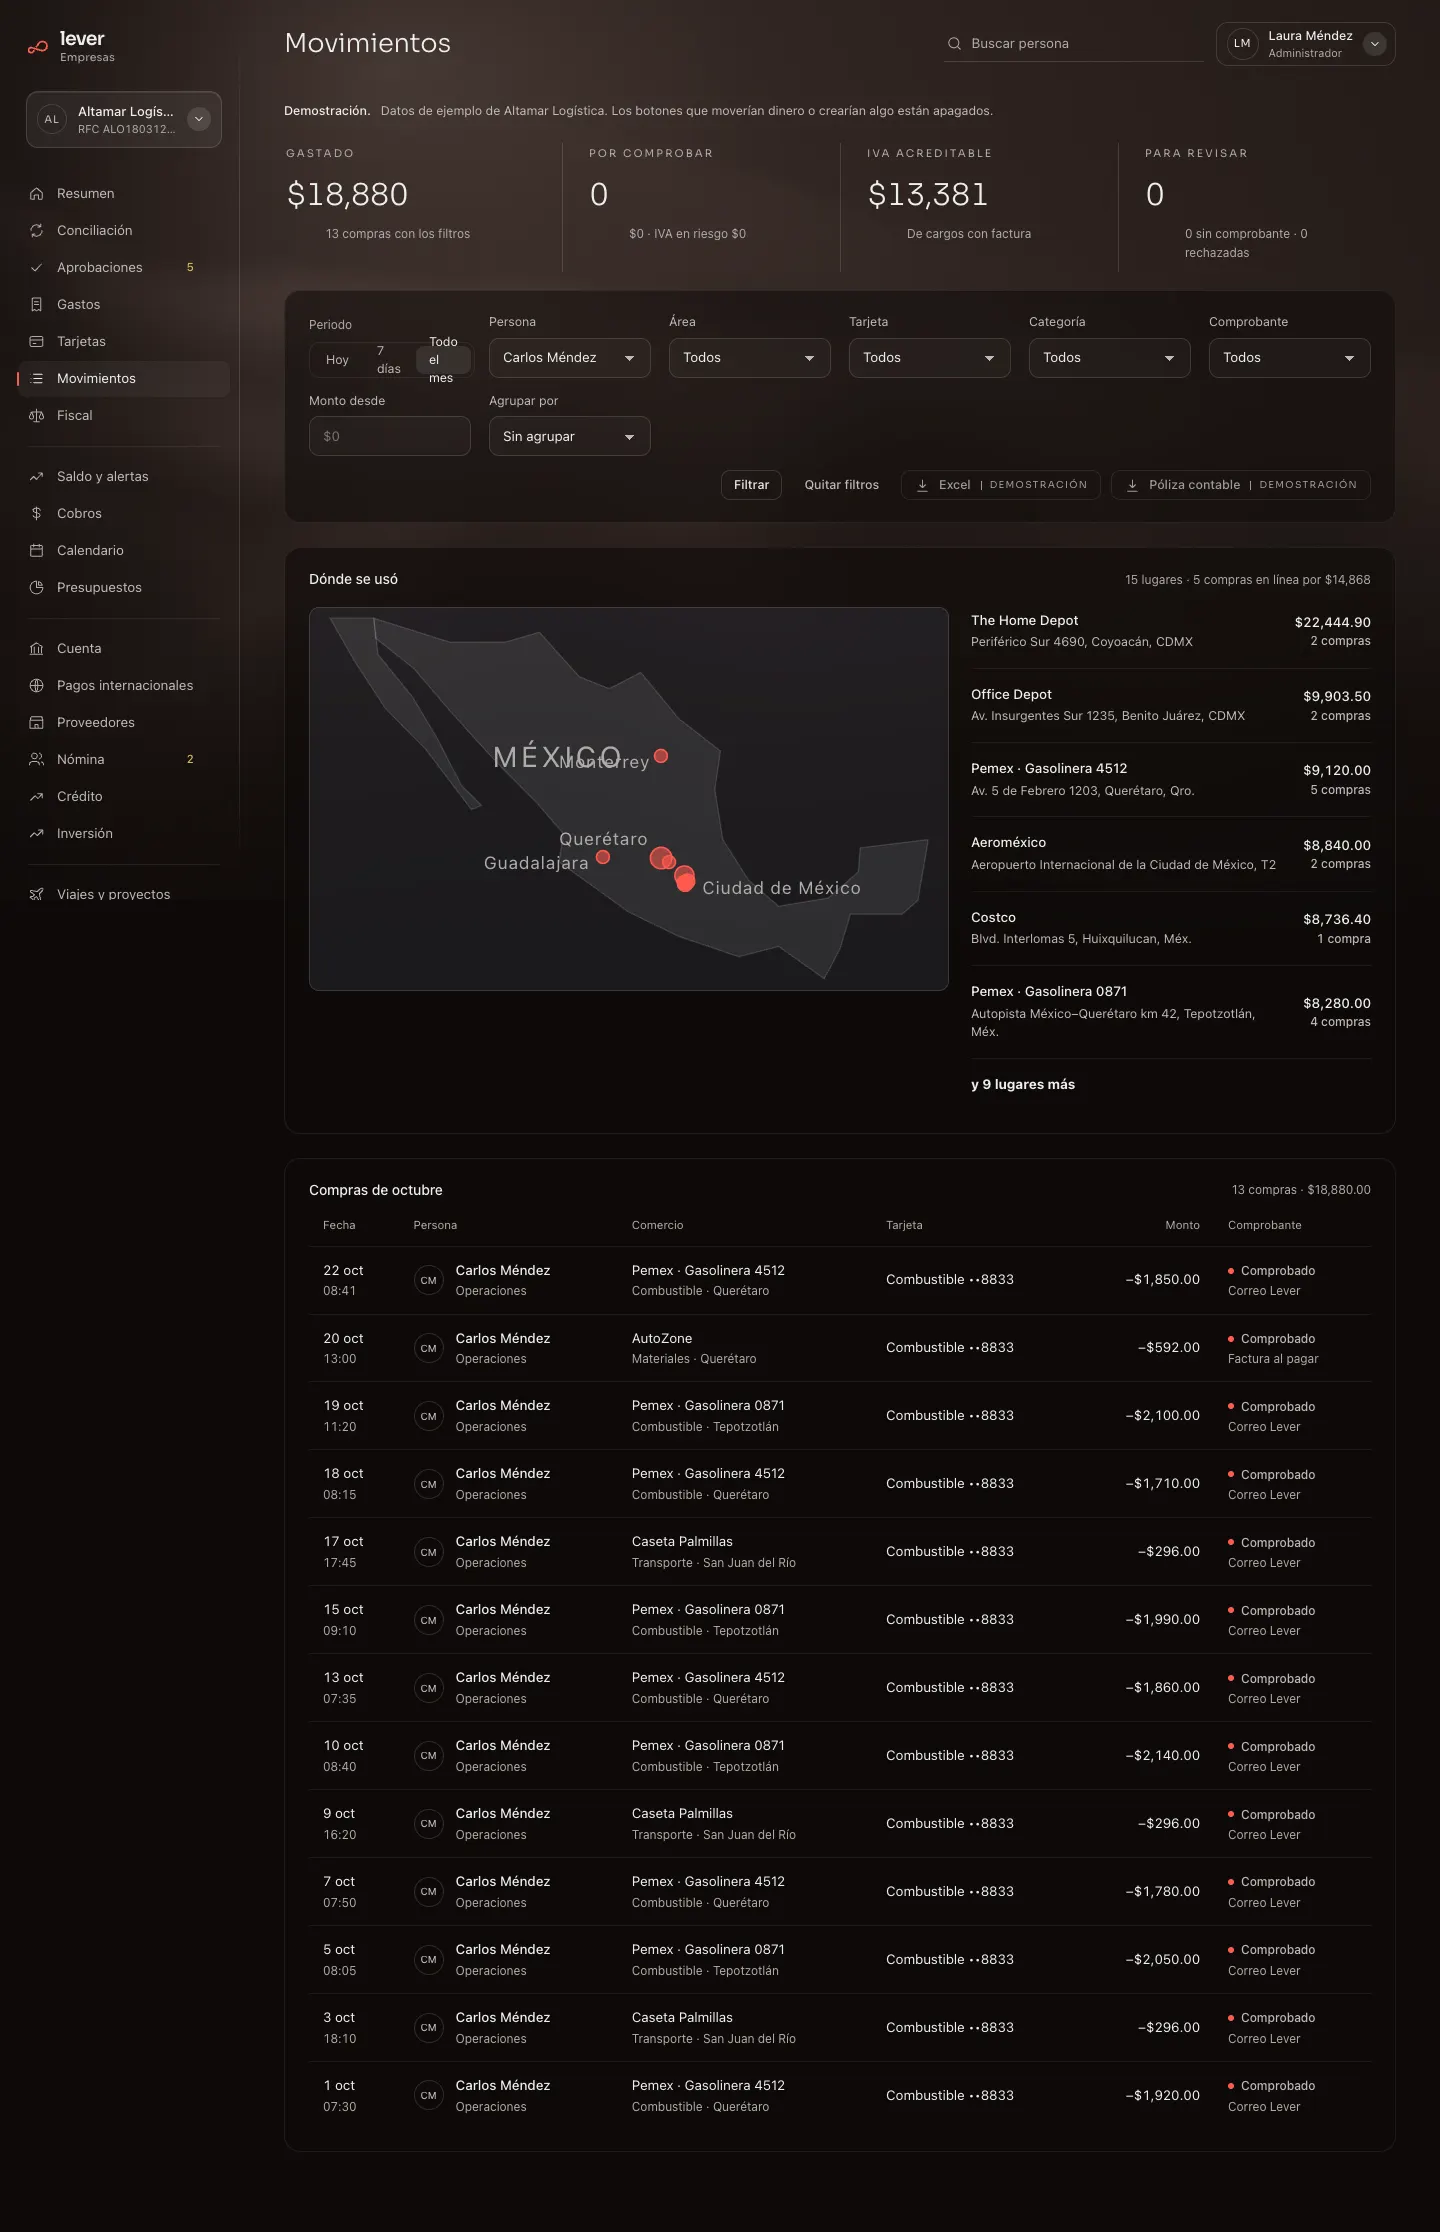 lever
Empresas
AL
Altamar Logís...
RFC ALO180312...
Resumen
Conciliación
Aprobaciones 5
Gastos
Tarjetas
Movimientos
Fiscal
Saldo y alertas
Cobros
Calendario
Presupuestos
Cuenta
Pagos internacionales
Proveedores
Nómina 2
Crédito
Inversión
Viajes y proyectos
Movimientos
Buscar persona
LM
Laura Méndez
Administrador
Demostración. Datos de ejemplo de Altamar Logística. Los botones que moverían dinero o crearían algo están apagados.
GASTADO
$18,880
13 compras con los filtros
POR COMPROBAR
0
$0 · IVA en riesgo $0
IVA ACREDITABLE
$13,381
De cargos con factura
PARA REVISAR
0
0 sin comprobante · 0
rechazadas
Periodo
Hoy
7
días
Todo
el
mes
Persona
Carlos Méndez
Área
Todos
Tarjeta
Todos
Categoría
Todos
Comprobante
Todos
Monto desde
$0
Agrupar por
Sin agrupar
Filtrar
Quitar filtros
Excel | DEMOSTRACIÓN
Póliza contable | DEMOSTRACIÓN
Dónde se usó
15 lugares · 5 compras en línea por $14,868
MÉXICO
Monterrey
Querétaro
Guadalajara
Ciudad de México
The Home Depot $22,444.90
Periférico Sur 4690, Coyoacán, CDMX 2 compras
Office Depot $9,903.50
Av. Insurgentes Sur 1235, Benito Juárez, CDMX 2 compras
Pemex · Gasolinera 4512 $9,120.00
Av. 5 de Febrero 1203, Querétaro, Qro. 5 compras
Aeroméxico $8,840.00
Aeropuerto Internacional de la Ciudad de México, T2 2 compras
Costco $8,736.40
Blvd. Interlomas 5, Huixquilucan, Méx. 1 compra
Pemex · Gasolinera 0871 $8,280.00
Autopista México–Querétaro km 42, Tepotzotlán, 4 compras
Méx.
y 9 lugares más
Compras de octubre 13 compras · $18,880.00
Fecha Persona Comercio Tarjeta Monto Comprobante
22 oct CM Carlos Méndez Pemex · Gasolinera 4512 Combustible ··8833 –$1,850.00 Comprobado
08:41 Operaciones Combustible · Querétaro Correo Lever
20 oct CM Carlos Méndez AutoZone Combustible ··8833 –$592.00 Comprobado
13:00 Operaciones Materiales · Querétaro Factura al pagar
19 oct CM Carlos Méndez Pemex · Gasolinera 0871 Combustible ··8833 –$2,100.00 Comprobado
11:20 Operaciones Combustible · Tepotzotlán Correo Lever
18 oct CM Carlos Méndez Pemex · Gasolinera 4512 Combustible ··8833 –$1,710.00 Comprobado
08:15 Operaciones Combustible · Querétaro Correo Lever
17 oct CM Carlos Méndez Caseta Palmillas Combustible ··8833 –$296.00 Comprobado
17:45 Operaciones Transporte · San Juan del Río Correo Lever
15 oct CM Carlos Méndez Pemex · Gasolinera 0871 Combustible ··8833 –$1,990.00 Comprobado
09:10 Operaciones Combustible · Tepotzotlán Correo Lever
13 oct CM Carlos Méndez Pemex · Gasolinera 4512 Combustible ··8833 –$1,860.00 Comprobado
07:35 Operaciones Combustible · Querétaro Correo Lever
10 oct CM Carlos Méndez Pemex · Gasolinera 0871 Combustible ··8833 –$2,140.00 Comprobado
08:40 Operaciones Combustible · Tepotzotlán Correo Lever
9 oct CM Carlos Méndez Caseta Palmillas Combustible ··8833 –$296.00 Comprobado
16:20 Operaciones Transporte · San Juan del Río Correo Lever
7 oct CM Carlos Méndez Pemex · Gasolinera 4512 Combustible ··8833 –$1,780.00 Comprobado
07:50 Operaciones Combustible · Querétaro Correo Lever
5 oct CM Carlos Méndez Pemex · Gasolinera 0871 Combustible ··8833 –$2,050.00 Comprobado
08:05 Operaciones Combustible · Tepotzotlán Correo Lever
3 oct CM Carlos Méndez Caseta Palmillas Combustible ··8833 –$296.00 Comprobado
18:10 Operaciones Transporte · San Juan del Río Correo Lever
1 oct CM Carlos Méndez Pemex · Gasolinera 4512 Combustible ··8833 –$1,920.00 Comprobado
07:30 Operaciones Combustible · Querétaro Correo Lever